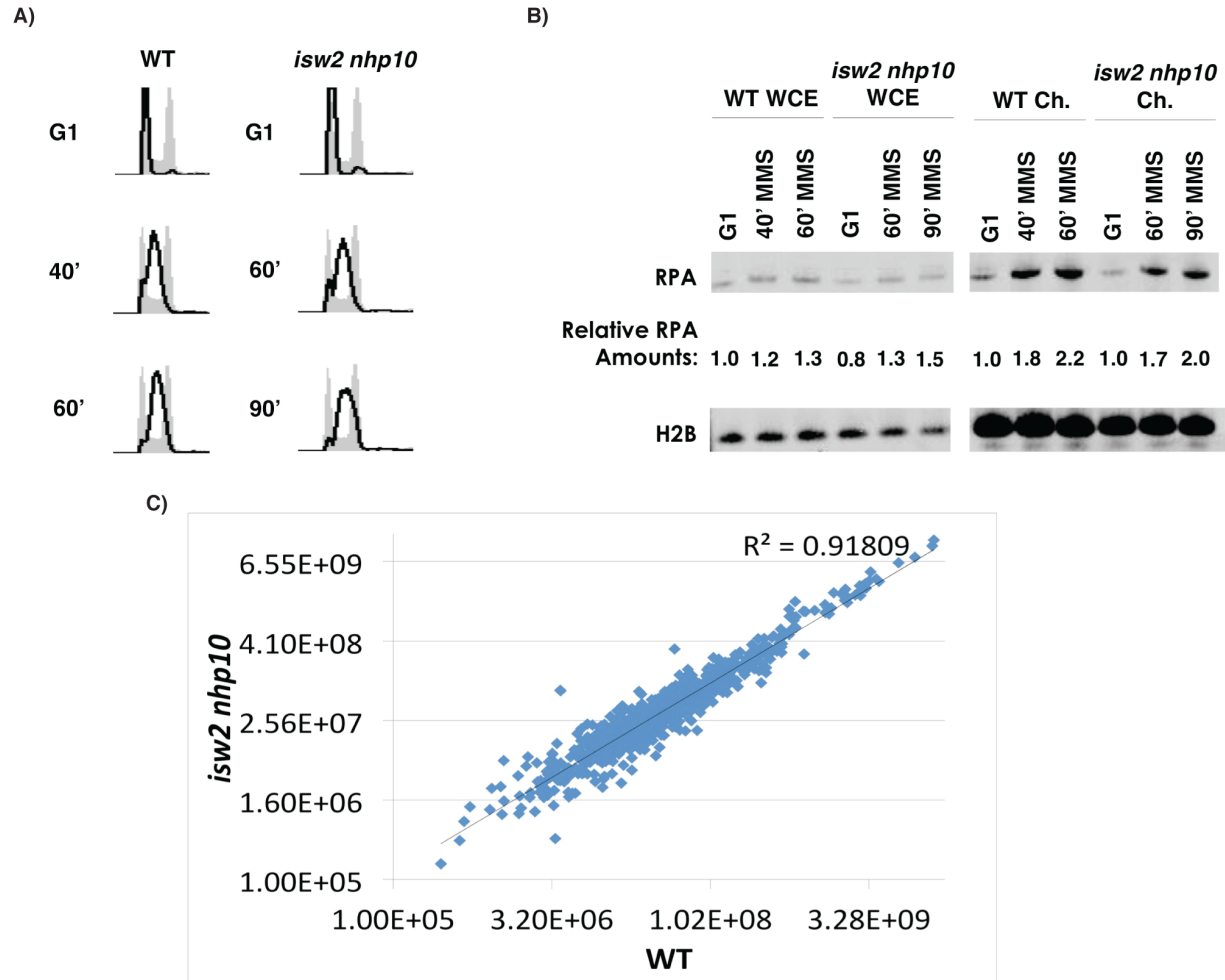 A)
WT
isw2 nhp10
G1
G1
40’
60’
60’
90’
B)
WT WCE
isw2 nhp10
WCE
WT Ch.
isw2 nhp10
Ch.
G1
40’ MMS
60’ MMS
G1
60’ MMS
90’ MMS
G1
40’ MMS
60’ MMS
G1
60’ MMS
90’ MMS
RPA
Relative RPA
Amounts: 1.0 1.2 1.3 0.8 1.3 1.5 1.0 1.8 2.2 1.0 1.7 2.0
H2B
C)
R² = 0.91809
6.55E+09
4.10E+08
2.56E+07
1.60E+06
1.00E+05
isw2 nhp10
1.00E+05 3.20E+06 1.02E+08 3.28E+09
WT